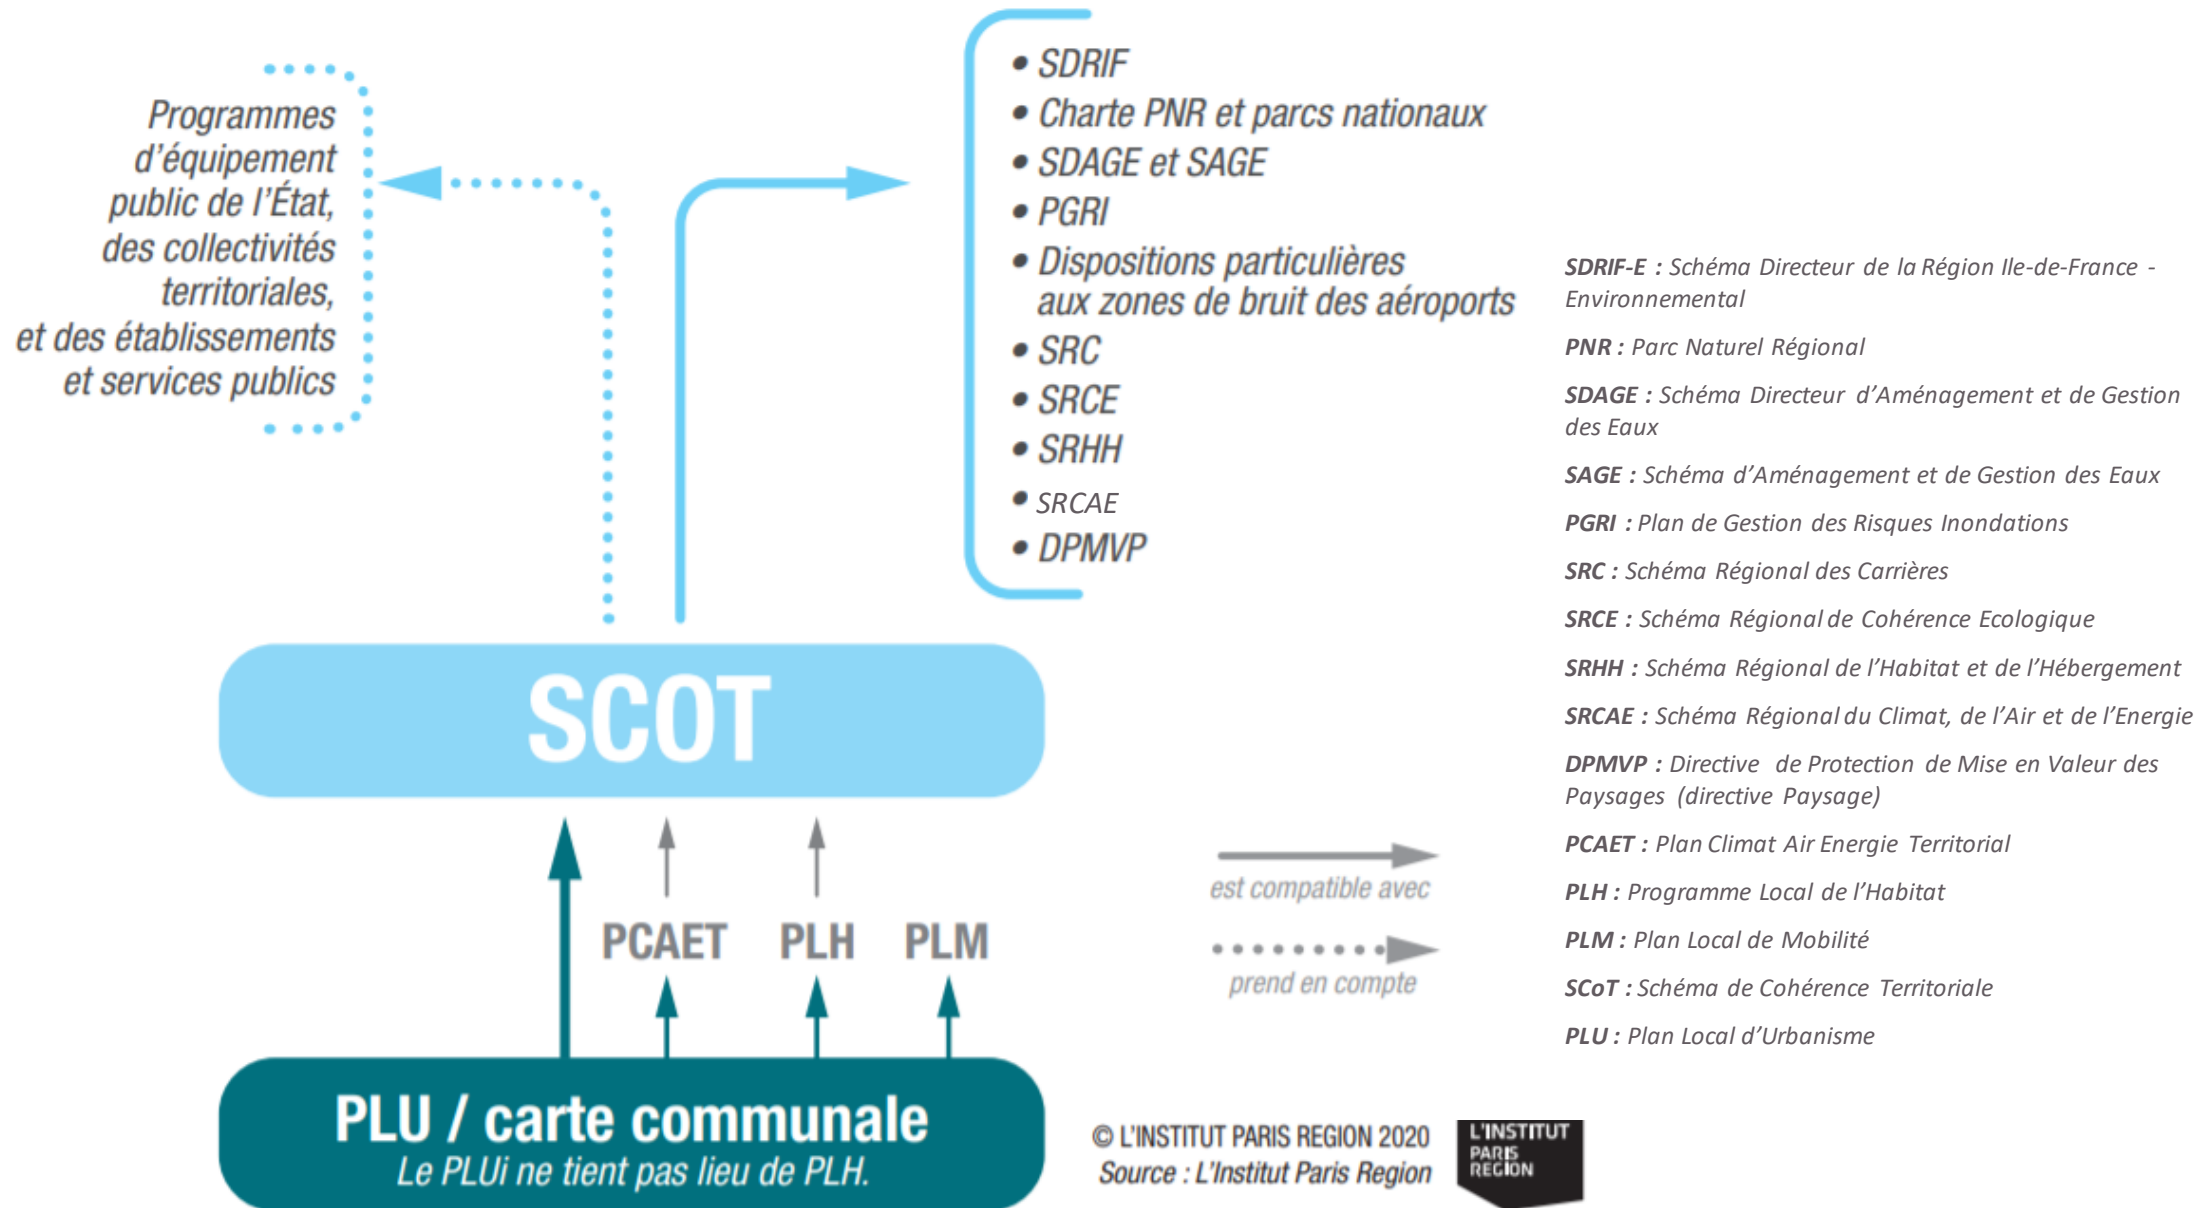 Programmes
d’équipement
public de l’État,
des collectivités
territoriales,
et des établissements
et services publics
• SDRIF
• Charte PNR et parcs nationaux
• SDAGE et SAGE
• PGRI
• Dispositions particulières
aux zones de bruit des aéroports
• SRC
• SRCE
• SRHH
• SRCAE
• DPMVP
SCOT
PCAET
PLH
PLM
PLU / carte communale
Le PLUi ne tient pas lieu de PLH.
est compatible avec
prend en compte
© L'INSTITUT PARIS REGION 2020
Source : L'Institut Paris Region
L'INSTITUT
PARIS
REGION
SDRIF-E : Schéma Directeur de la Région Ile-de-France -
Environnemental
PNR : Parc Naturel Régional
SDAGE : Schéma Directeur d’Aménagement et de Gestion
des Eaux
SAGE : Schéma d’Aménagement et de Gestion des Eaux
PGRI : Plan de Gestion des Risques Inondations
SRC : Schéma Régional des Carrières
SRCE : Schéma Régional de Cohérence Ecologique
SRHH : Schéma Régional de l’Habitat et de l’Hébergement
SRCAE : Schéma Régional du Climat, de l’Air et de l’Energie
DPMVP : Directive de Protection de Mise en Valeur des
Paysages (directive Paysage)
PCAET : Plan Climat Air Energie Territorial
PLH : Programme Local de l’Habitat
PLM : Plan Local de Mobilité
SCoT : Schéma de Cohérence Territoriale
PLU : Plan Local d’Urbanisme